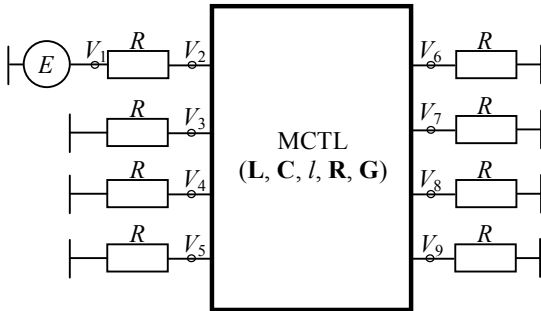 R R V₆ R
E V₁ V₂
R V₃ V₇ R
MCTL
(L, C, l, R, G)
R V₄ V₈ R
R V₅ V₉ R